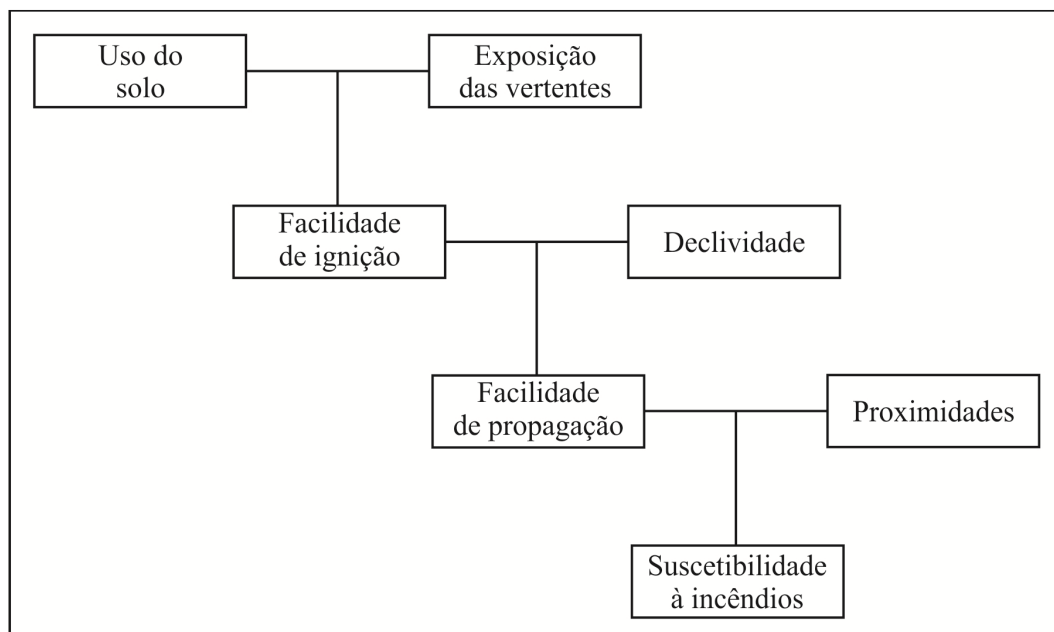 Uso do
solo
Exposição
das vertentes
Facilidade
de ignição
Declividade
Facilidade
de propagação
Proximidades
Suscetibilidade
à incêndios